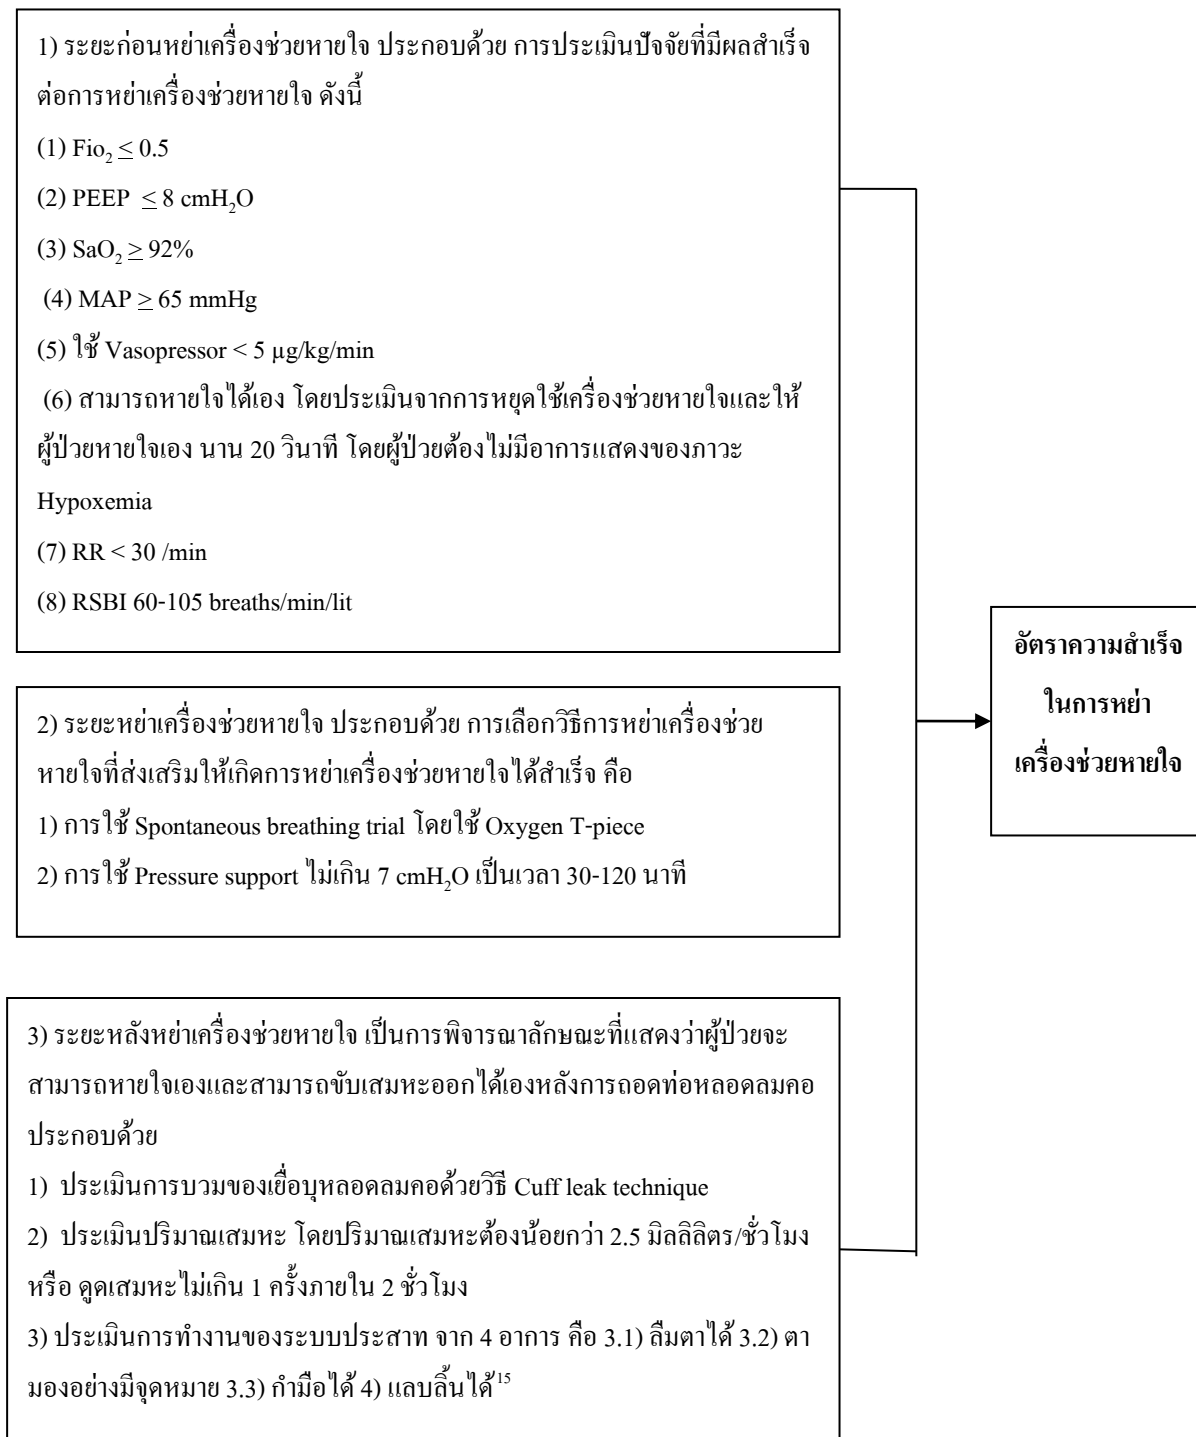 1) ระยะก่อนหย่าเครื่องช่วยหายใจ ประกอบด้วย การประเมินปัจจัยที่มีผลสำเร็จ
ต่อการหย่าเครื่องช่วยหายใจ ดังนี้
(1) Fio₂ ≤ 0.5
(2) PEEP ≤ 8 cmH₂O
(3) SaO₂ ≥ 92%
(4) MAP ≥ 65 mmHg
(5) ใช้ Vasopressor < 5 µg/kg/min
(6) สามารถหายใจได้เอง โดยประเมินจากการหยุดใช้เครื่องช่วยหายใจและให้
ผู้ป่วยหายใจเอง นาน 20 วินาที โดยผู้ป่วยต้องไม่มีอาการแสดงของภาวะ
Hypoxemia
(7) RR < 30 /min
(8) RSBI 60-105 breaths/min/lit
2) ระยะหย่าเครื่องช่วยหายใจ ประกอบด้วย การเลือกวิธีการหย่าเครื่องช่วย
หายใจที่ส่งเสริมให้เกิดการหย่าเครื่องช่วยหายใจได้สำเร็จ คือ
1) การใช้ Spontaneous breathing trial โดยใช้ Oxygen T-piece
2) การใช้ Pressure support ไม่เกิน 7 cmH₂O เป็นเวลา 30-120 นาที
3) ระยะหลังหย่าเครื่องช่วยหายใจ เป็นการพิจารณาลักษณะที่แสดงว่าผู้ป่วยจะ
สามารถหายใจเองและสามารถขับเสมหะออกได้เองหลังการถอดท่อหลอดลมคอ
ประกอบด้วย
1) ประเมินการบวมของเยื่อบุหลอดลมคอด้วยวิธี Cuff leak technique
2) ประเมินปริมาณเสมหะ โดยปริมาณเสมหะต้องน้อยกว่า 2.5 มิลลิลิตร/ชั่วโมง
หรือ ดูดเสมหะไม่เกิน 1 ครั้งภายใน 2 ชั่วโมง
3) ประเมินการทำงานของระบบประสาท จาก 4 อาการ คือ 3.1) ลืมตาได้ 3.2) ตา
มองอย่างมีจุดหมาย 3.3) กำมือได้ 4) แลบลิ้นได้¹⁵
อัตราความสำเร็จ
ในการหย่า
เครื่องช่วยหายใจ